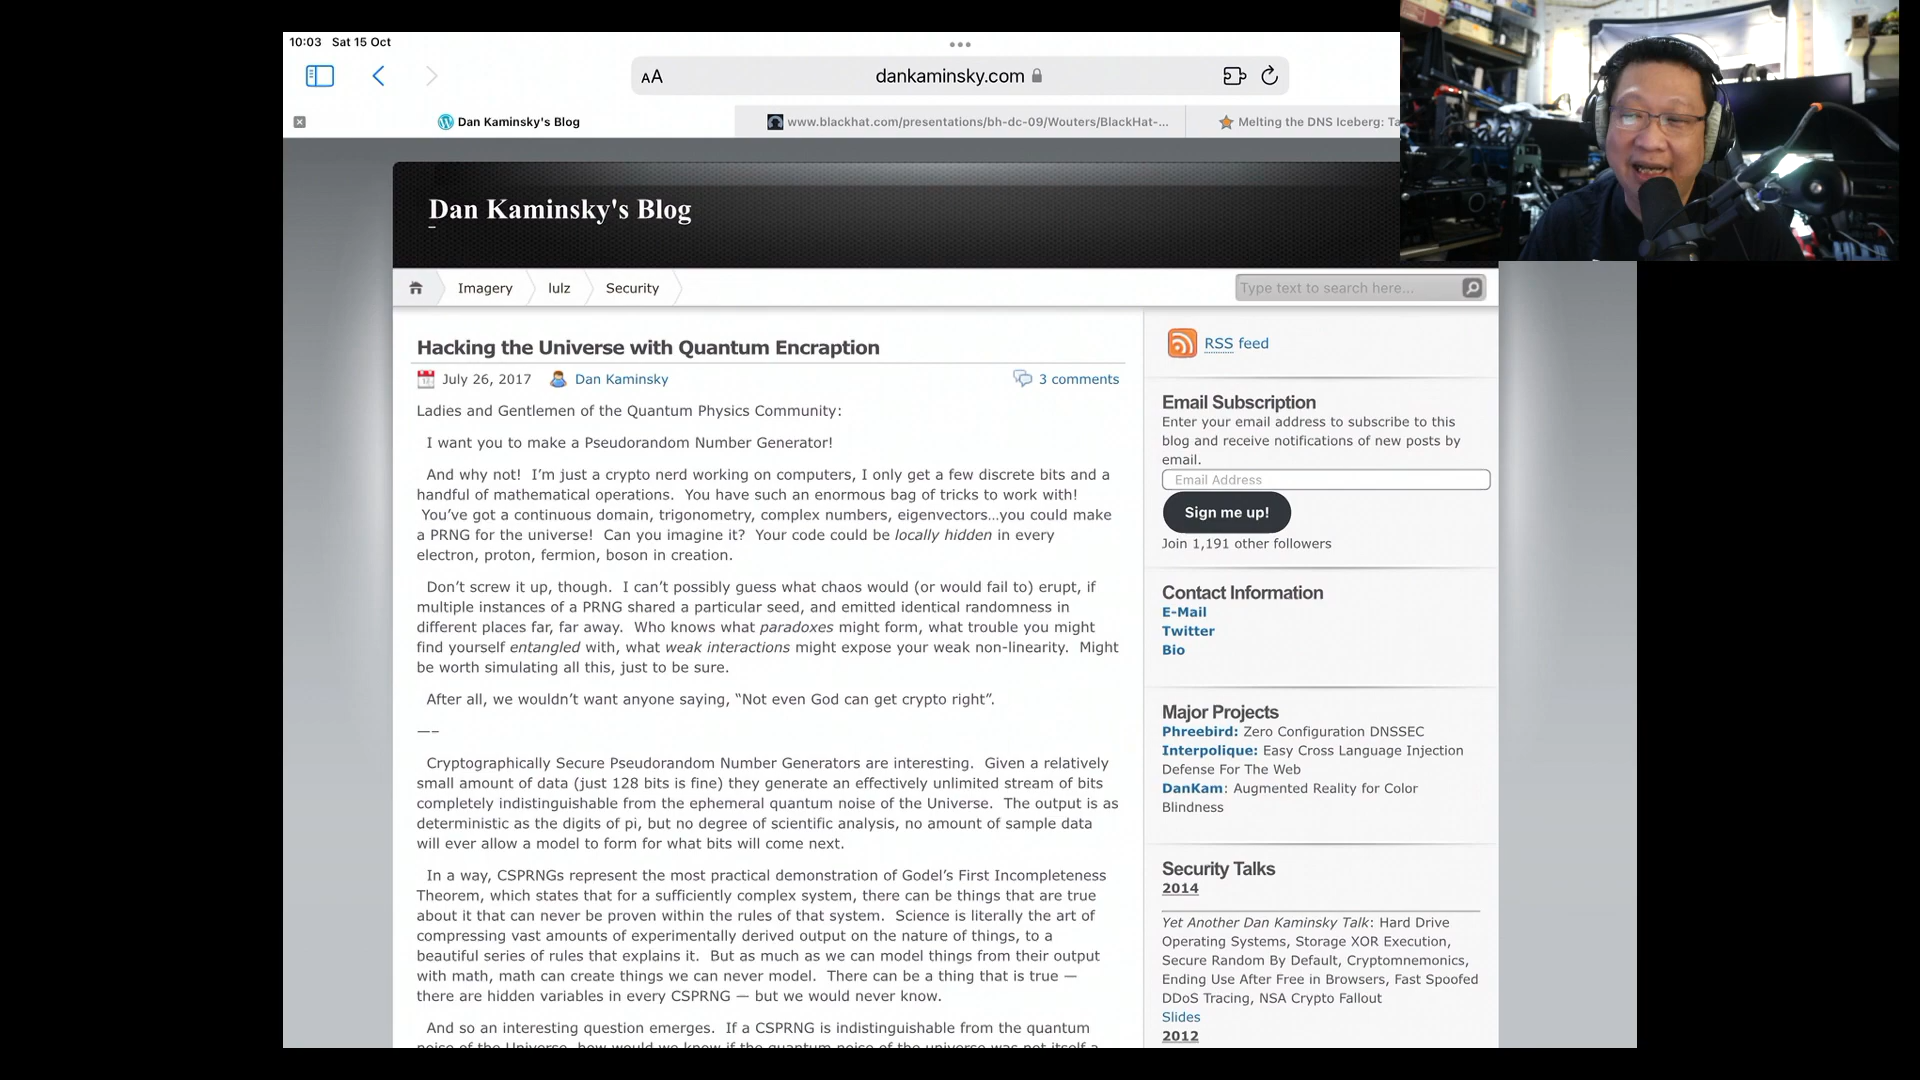 10:03 Sat 15 Oct
AA dankaminsky.com
Dan Kaminsky's Blog
www.blackhat.com/presentations/bh-dc-09/Wouters/BlackHat-...
Melting the DNS Iceberg: Ta
Dan Kaminsky's Blog
Imagery lulz Security
Type text to search here...
Hacking the Universe with Quantum Encraption
July 26, 2017 Dan Kaminsky 3 comments
Ladies and Gentlemen of the Quantum Physics Community:
I want you to make a Pseudorandom Number Generator!
And why not! I’m just a crypto nerd working on computers, I only get a few discrete bits and a
handful of mathematical operations. You have such an enormous bag of tricks to work with!
You’ve got a continuous domain, trigonometry, complex numbers, eigenvectors…you could make
a PRNG for the universe! Can you imagine it? Your code could be locally hidden in every
electron, proton, fermion, boson in creation.
Don’t screw it up, though. I can’t possibly guess what chaos would (or would fail to) erupt, if
multiple instances of a PRNG shared a particular seed, and emitted identical randomness in
different places far, far away. Who knows what paradoxes might form, what trouble you might
find yourself entangled with, what weak interactions might expose your weak non-linearity. Might
be worth simulating all this, just to be sure.
After all, we wouldn’t want anyone saying, “Not even God can get crypto right”.
—–
Cryptographically Secure Pseudorandom Number Generators are interesting. Given a relatively
small amount of data (just 128 bits is fine) they generate an effectively unlimited stream of bits
completely indistinguishable from the ephemeral quantum noise of the Universe. The output is as
deterministic as the digits of pi, but no degree of scientific analysis, no amount of sample data
will ever allow a model to form for what bits will come next.
In a way, CSPRNGs represent the most practical demonstration of Godel’s First Incompleteness
Theorem, which states that for a sufficiently complex system, there can be things that are true
about it that can never be proven within the rules of that system. Science is literally the art of
compressing vast amounts of experimentally derived output on the nature of things, to a
beautiful series of rules that explains it. But as much as we can model things from their output
with math, math can create things we can never model. There can be a thing that is true —
there are hidden variables in every CSPRNG — but we would never know.
And so an interesting question emerges. If a CSPRNG is indistinguishable from the quantum
noise of the Universe, how would we know if the quantum noise of the universe was not itself a
RSS feed
Email Subscription
Enter your email address to subscribe to this
blog and receive notifications of new posts by
email.
Email Address
Sign me up!
Join 1,191 other followers
Contact Information
E-Mail
Twitter
Bio
Major Projects
Phreebird: Zero Configuration DNSSEC
Interpolique: Easy Cross Language Injection
Defense For The Web
DanKam: Augmented Reality for Color
Blindness
Security Talks
2014
Yet Another Dan Kaminsky Talk: Hard Drive
Operating Systems, Storage XOR Execution,
Secure Random By Default, Cryptomnemonics,
Ending Use After Free in Browsers, Fast Spoofed
DDoS Tracing, NSA Crypto Fallout
Slides
2012